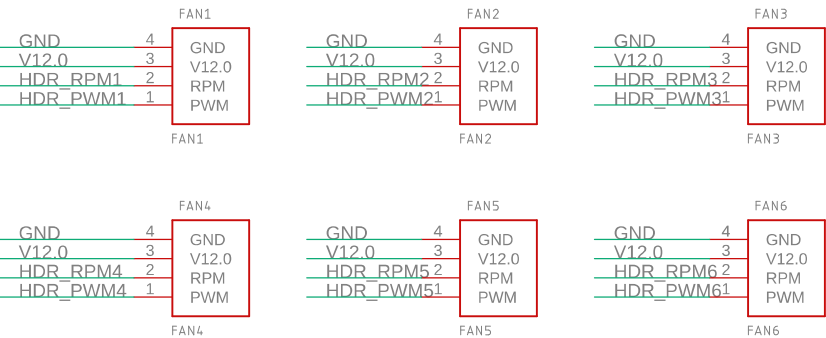 FAN1 FAN2 FAN3
GND 4 GND GND 4 GND GND 4 GND
V12.0 3 V12.0 V12.0 3 V12.0 V12.0 3 V12.0
HDR_RPM1 2 RPM HDR_RPM2 2 RPM HDR_RPM3 2 RPM
HDR_PWM1 1 PWM HDR_PWM2 1 PWM HDR_PWM3 1 PWM
FAN1 FAN2 FAN3
FAN4 FAN5 FAN6
GND 4 GND GND 4 GND GND 4 GND
V12.0 3 V12.0 V12.0 3 V12.0 V12.0 3 V12.0
HDR_RPM4 2 RPM HDR_RPM5 2 RPM HDR_RPM6 2 RPM
HDR_PWM4 1 PWM HDR_PWM5 1 PWM HDR_PWM6 1 PWM
FAN4 FAN5 FAN6